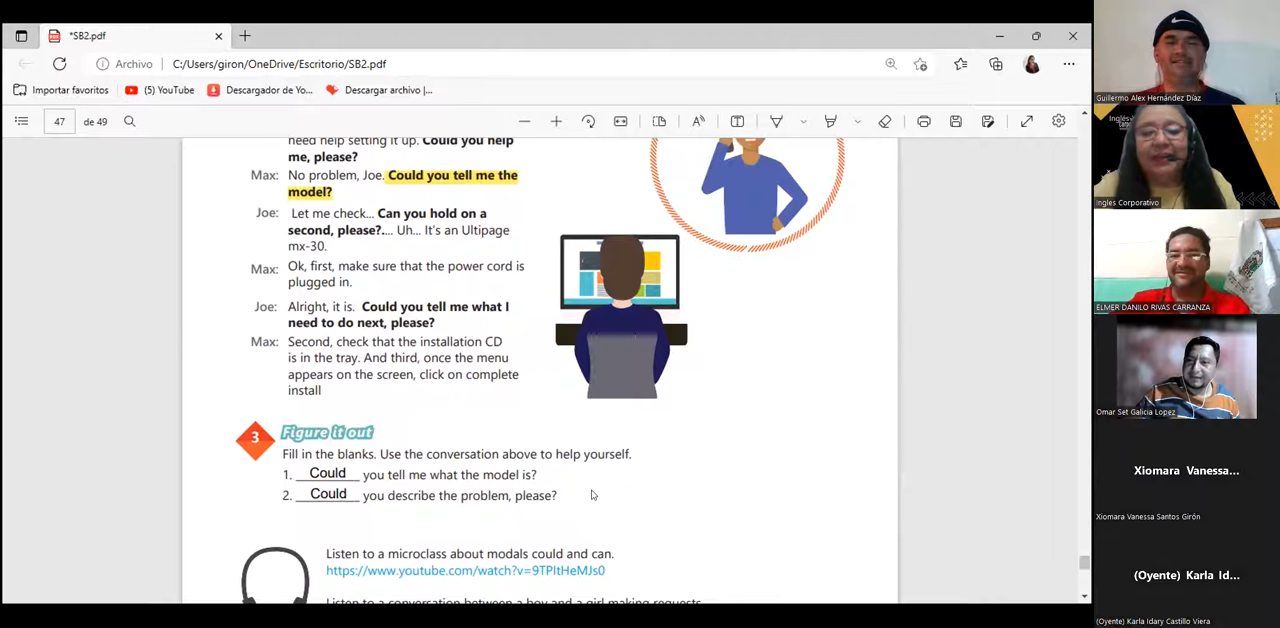 *SB2.pdf
Archivo
C:/Users/giron/OneDrive/Escritorio/SB2.pdf
Importar favoritos
(5) YouTube
Descargador de Yo...
Descargar archivo |...
47
de 49
need help setting it up. Could you help
me, please?
Max: No problem, Joe. Could you tell me the
model?
Joe: Let me check... Can you hold on a
second, please?.... Uh... It's an Ultipage
mx-30.
Max: Ok, first, make sure that the power cord is
plugged in.
Joe: Alright, it is. Could you tell me what I
need to do next, please?
Max: Second, check that the installation CD
is in the tray. And third, once the menu
appears on the screen, click on complete
install
3 Figure it out
Fill in the blanks. Use the conversation above to help yourself.
1. Could you tell me what the model is?
2. Could you describe the problem, please?
Listen to a microclass about modals could and can.
https://www.youtube.com/watch?v=9TPItHeMJs0
Listen to a conversation between a boy and a girl making requests
Guillermo Alex Hernández Díaz
Ingles Corporativo
ELMER DANILO RIVAS CARRANZA
Omar Set Galicia Lopez
Xiomara Vanessa...
Xiomara Vanessa Santos Girón
(Oyente) Karla Id...
(Oyente) Karla Idary Castillo Viera